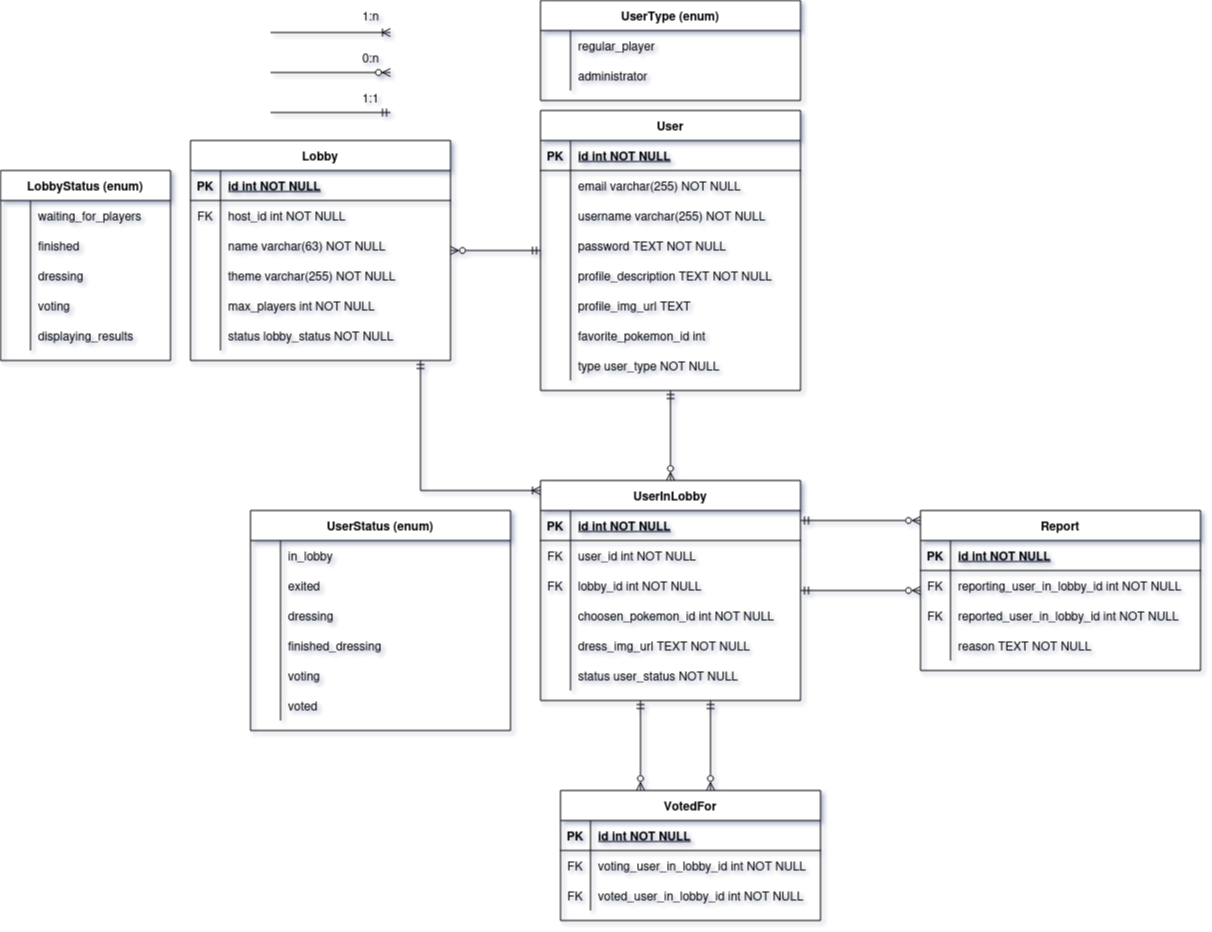 1:n
0:n
1:1
UserType (enum)
regular_player
administrator
User
PK id int NOT NULL
email varchar(255) NOT NULL
username varchar(255) NOT NULL
password TEXT NOT NULL
profile_description TEXT NOT NULL
profile_img_url TEXT
favorite_pokemon_id int
type user_type NOT NULL
Lobby
PK id int NOT NULL
FK host_id int NOT NULL
name varchar(63) NOT NULL
theme varchar(255) NOT NULL
max_players int NOT NULL
status lobby_status NOT NULL
LobbyStatus (enum)
waiting_for_players
finished
dressing
voting
displaying_results
UserInLobby
PK id int NOT NULL
FK user_id int NOT NULL
FK lobby_id int NOT NULL
choosen_pokemon_id int NOT NULL
dress_img_url TEXT NOT NULL
status user_status NOT NULL
UserStatus (enum)
in_lobby
exited
dressing
finished_dressing
voting
voted
Report
PK id int NOT NULL
FK reporting_user_in_lobby_id int NOT NULL
FK reported_user_in_lobby_id int NOT NULL
reason TEXT NOT NULL
VotedFor
PK id int NOT NULL
FK voting_user_in_lobby_id int NOT NULL
FK voted_user_in_lobby_id int NOT NULL